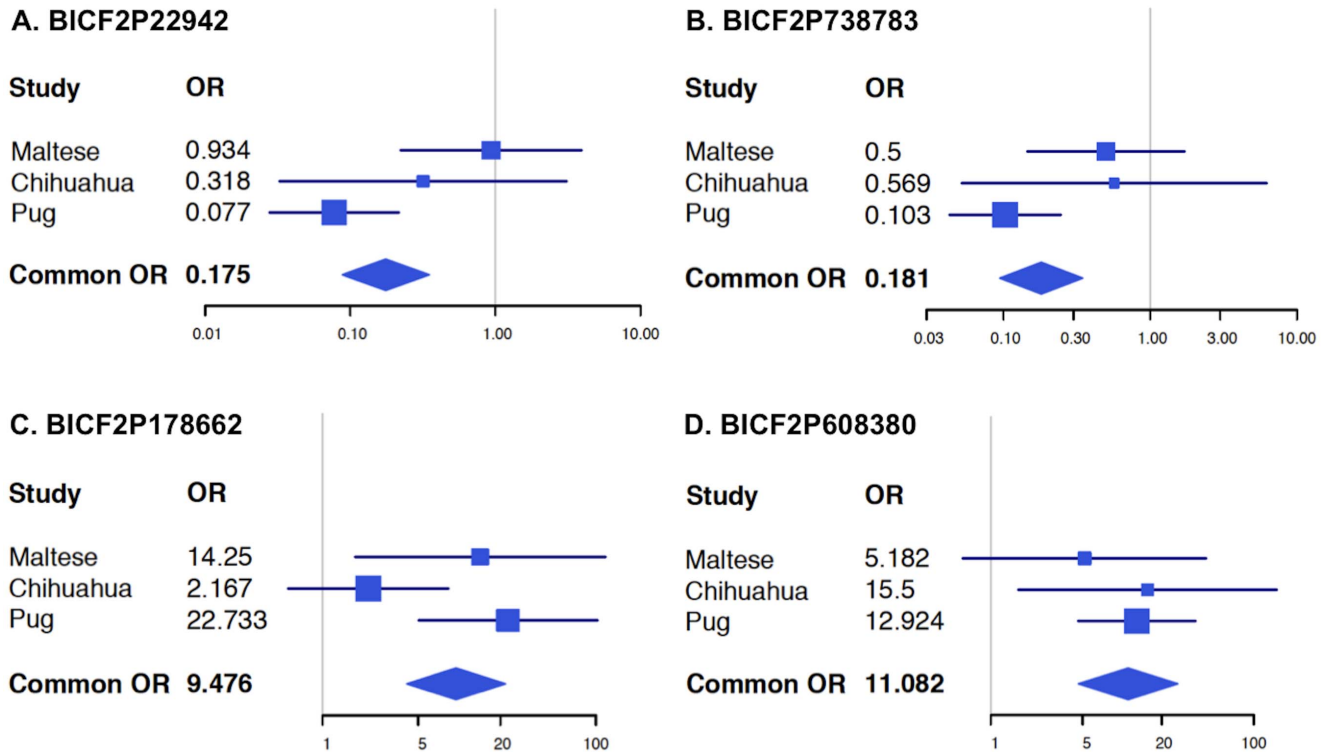 A. BICF2P22942
Study OR
Maltese 0.934
Chihuahua 0.318
Pug 0.077
Common OR 0.175
0.01 0.10 1.00 10.00
B. BICF2P738783
Study OR
Maltese 0.5
Chihuahua 0.569
Pug 0.103
Common OR 0.181
0.03 0.10 0.30 1.00 3.00 10.00
C. BICF2P178662
Study OR
Maltese 14.25
Chihuahua 2.167
Pug 22.733
Common OR 9.476
1 5 20 100
D. BICF2P608380
Study OR
Maltese 5.182
Chihuahua 15.5
Pug 12.924
Common OR 11.082
1 5 20 100